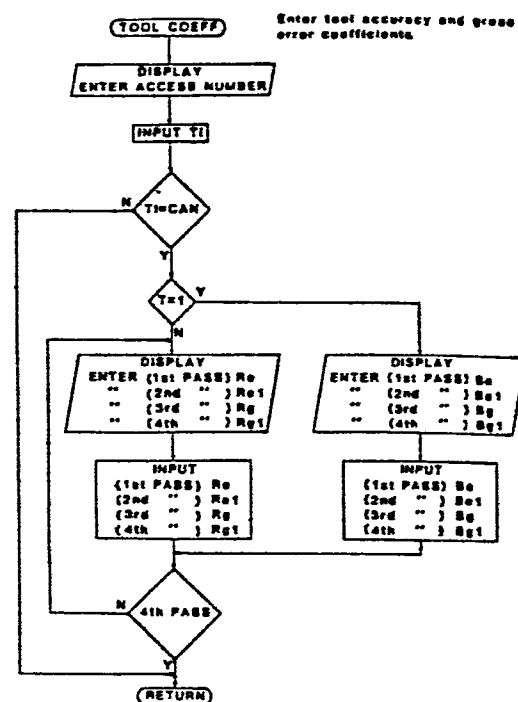 TOOL COEFF
Enter tool accuracy and gross
error coefficients
DISPLAY
ENTER ACCESS NUMBER
INPUT TI
N
TI=CAN
Y
T=1
Y
N
DISPLAY
ENTER (1st PASS) Re
" (2nd " ) Re1
" (3rd " ) Rg
" (4th " ) Rg1
DISPLAY
ENTER (1st PASS) Se
" (2nd " ) Se1
" (3rd " ) Sg
" (4th " ) Sg1
INPUT
(1st PASS) Re
(2nd " ) Re1
(3rd " ) Rg
(4th " ) Rg1
INPUT
(1st PASS) Se
(2nd " ) Se1
(3rd " ) Sg
(4th " ) Sg1
N
4th PASS
Y
RETURN